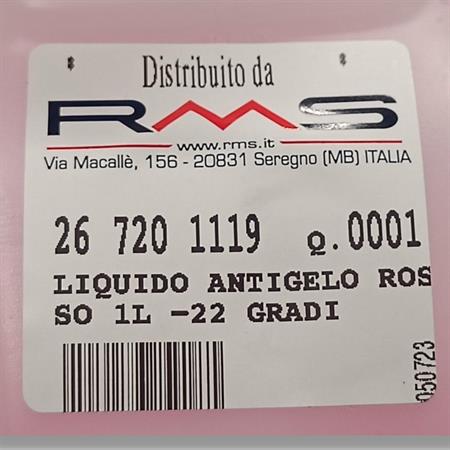 Distribuito da
RMS
www.rms.it
Via Macallè, 156 - 20831 Seregno (MB) ITALIA
26 720 1119 Q.0001
LIQUIDO ANTIGELO ROS
SO 1L -22 GRADI
050723